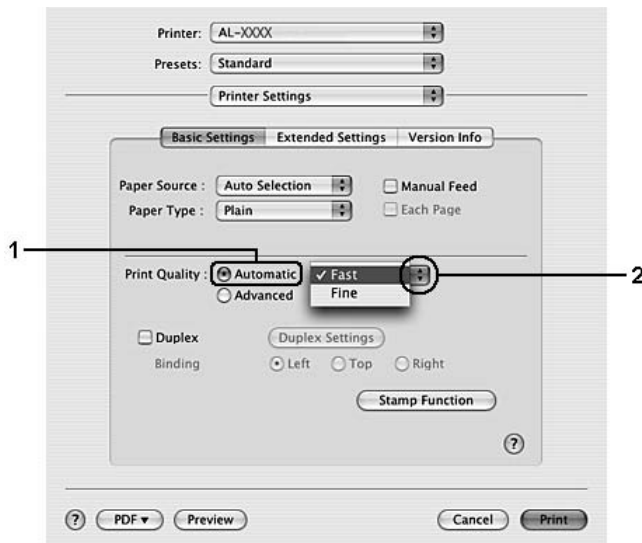 Printer: AL-XXXX
Presets: Standard
Printer Settings
Basic Settings Extended Settings Version Info
Paper Source : Auto Selection Manual Feed
Paper Type : Plain Each Page
1
Print Quality : Automatic ✓ Fast 2
Advanced Fine
Duplex Duplex Settings
Binding Left Top Right
Stamp Function
?
? PDF ▼ Preview Cancel Print